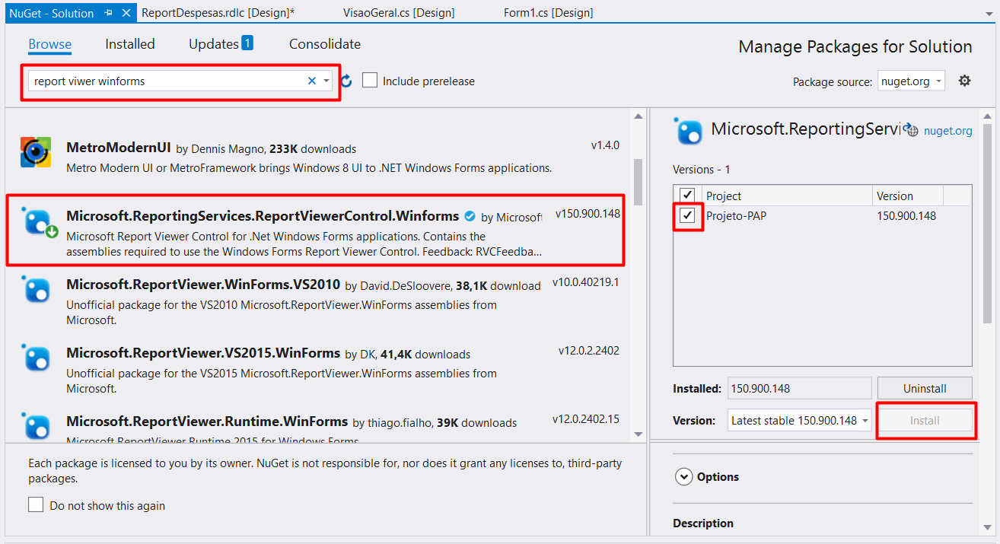 NuGet - Solution
ReportDespesas.rdlc [Design]*
VisaoGeral.cs [Design]
Form1.cs [Design]
Browse
Installed
Updates 1
Consolidate
Manage Packages for Solution
report viwer winforms
Include prerelease
Package source: nuget.org
MetroModernUI by Dennis Magno, 233K downloads
v1.4.0
Metro Modern UI or MetroFramework brings Windows 8 UI to .NET Windows Forms applications.
Microsoft.ReportingServices.ReportViewerControl.Winforms by Microsoft
v150.900.148
Microsoft Report Viewer Control for .Net Windows Forms applications. Contains the
assemblies required to use the Windows Forms Report Viewer Control. Feedback: RVCFeedba...
Microsoft.ReportViewer.WinForms.VS2010 by David.DeSloovere, 38,1K download
v10.0.40219.1
Unofficial package for the VS2010 Microsoft.ReportViewer.WinForms assemblies from
Microsoft.
Microsoft.ReportViewer.VS2015.WinForms by DK, 41,4K downloads
v12.0.2.2402
Unofficial package for the VS2015 Microsoft.ReportViewer.WinForms assemblies from
Microsoft.
Microsoft.ReportViewer.Runtime.WinForms by thiago.fialho, 39K downloads
v12.0.2402.15
Microsoft ReportViewer Runtime 2015 for Windows Forms
Each package is licensed to you by its owner. NuGet is not responsible for, nor does it grant any licenses to, third-party
packages.
Do not show this again
Microsoft.ReportingServi
nuget.org
Versions - 1
Project
Version
Projeto-PAP
150.900.148
Installed: 150.900.148
Uninstall
Version: Latest stable 150.900.148
Install
Options
Description